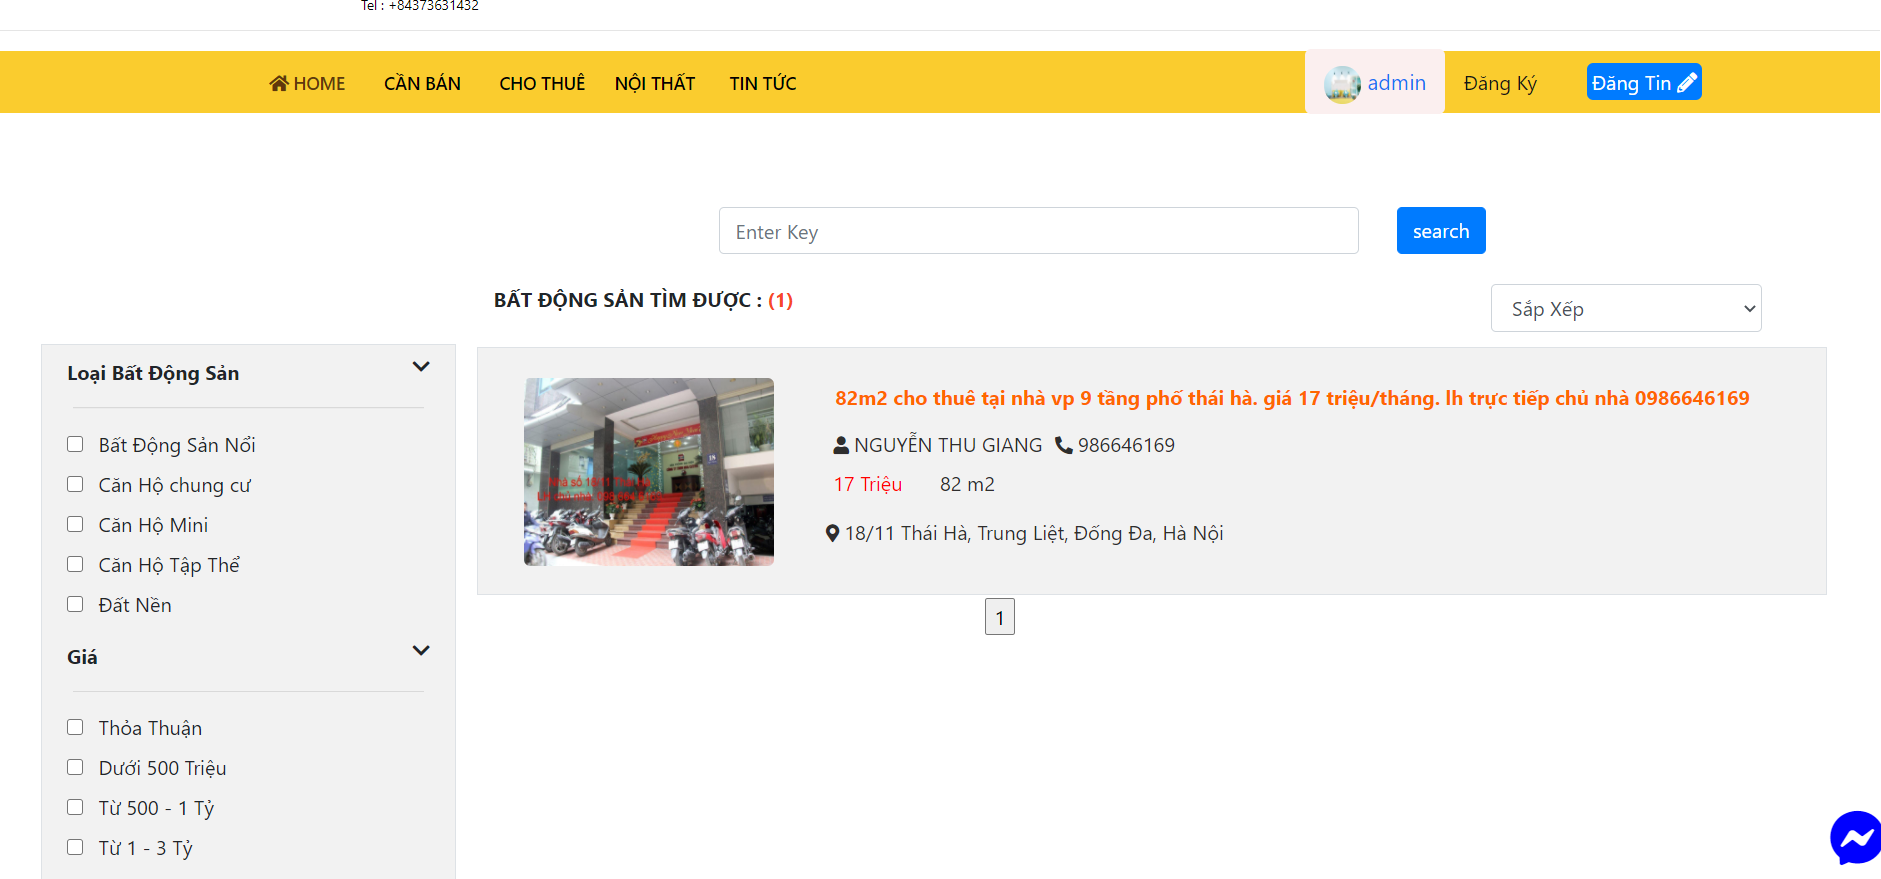 Tel : +84373631432
HOME CẦN BÁN CHO THUÊ NỘI THẤT TIN TỨC admin Đăng Ký Đăng Tin
Enter Key search
BẤT ĐỘNG SẢN TÌM ĐƯỢC : (1)
Sắp Xếp
Loại Bất Động Sản
Bất Động Sản Nổi
Căn Hộ chung cư
Căn Hộ Mini
Căn Hộ Tập Thể
Đất Nền
Giá
Thỏa Thuận
Dưới 500 Triệu
Từ 500 - 1 Tỷ
Từ 1 - 3 Tỷ
82m2 cho thuê tại nhà vp 9 tầng phố thái hà. giá 17 triệu/tháng. lh trực tiếp chủ nhà 0986646169
NGUYỄN THU GIANG 986646169
17 Triệu 82 m2
18/11 Thái Hà, Trung Liệt, Đống Đa, Hà Nội
1